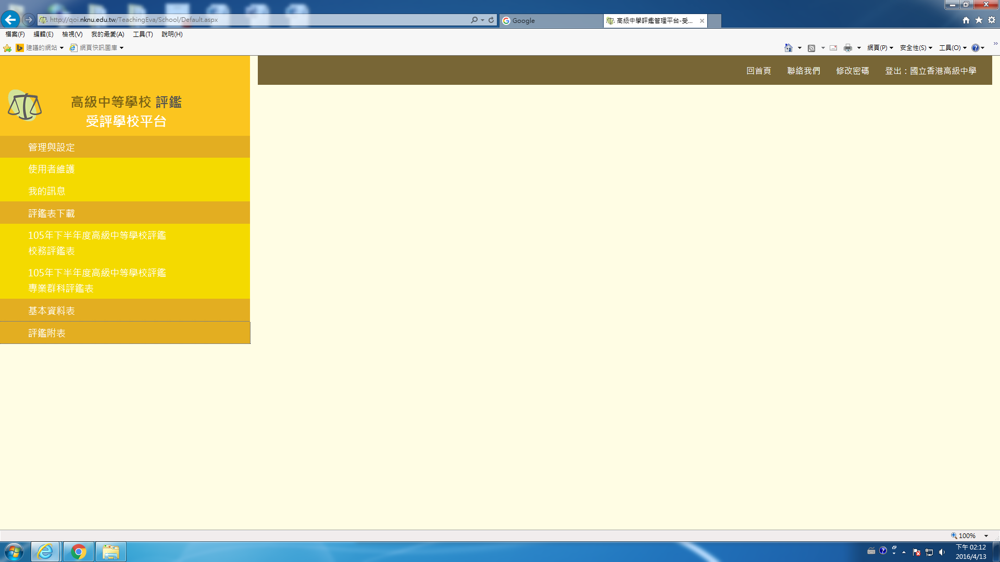 http://qoi.nknu.edu.tw/TeachingEva/School/Default.aspx
Google
高級中學評鑑管理平台-受...
檔案(F) 編輯(E) 檢視(V) 我的最愛(A) 工具(T) 說明(H)
建議的網站 網頁快訊圖庫
網頁(P) 安全性(S) 工具(O)
回首頁 聯絡我們 修改密碼 登出：國立香港高級中學
高級中等學校 評鑑
受評學校平台
管理與設定
使用者維護
我的訊息
評鑑表下載
105年下半年度高級中等學校評鑑
校務評鑑表
105年下半年度高級中等學校評鑑
專業群科評鑑表
基本資料表
評鑑附表
100%
下午 02:12
2016/4/13